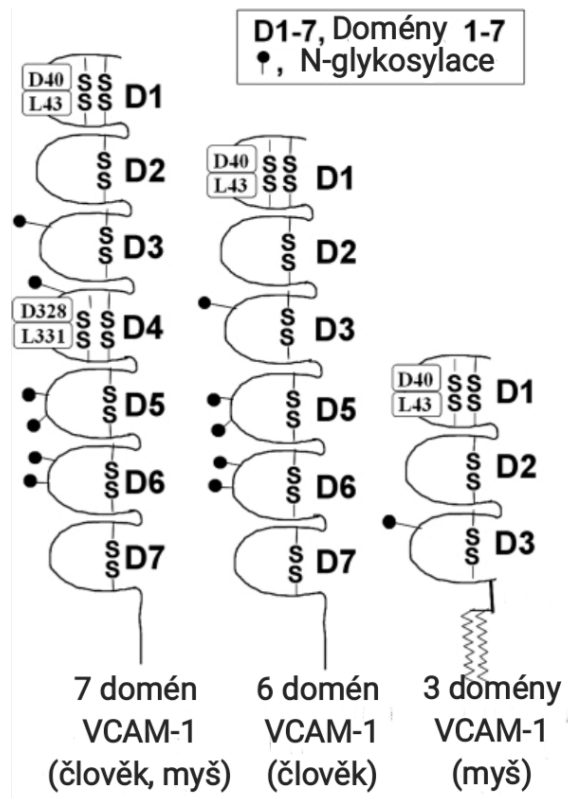 D1-7, Domény 1-7
, N-glykosylace
D40
L43
S S
S S
D1
S
S
D2
S
S
D3
D328
L331
S S
S S
D4
S
S
D5
S
S
D6
S
S
D7
7 domén
VCAM-1
(člověk, myš)
D40
L43
S S
S S
D1
S
S
D2
S
S
D3
S
S
D5
S
S
D6
S
S
D7
6 domén
VCAM-1
(člověk)
D40
L43
S S
S S
D1
S
S
D2
S
S
D3
3 domény
VCAM-1
(myš)